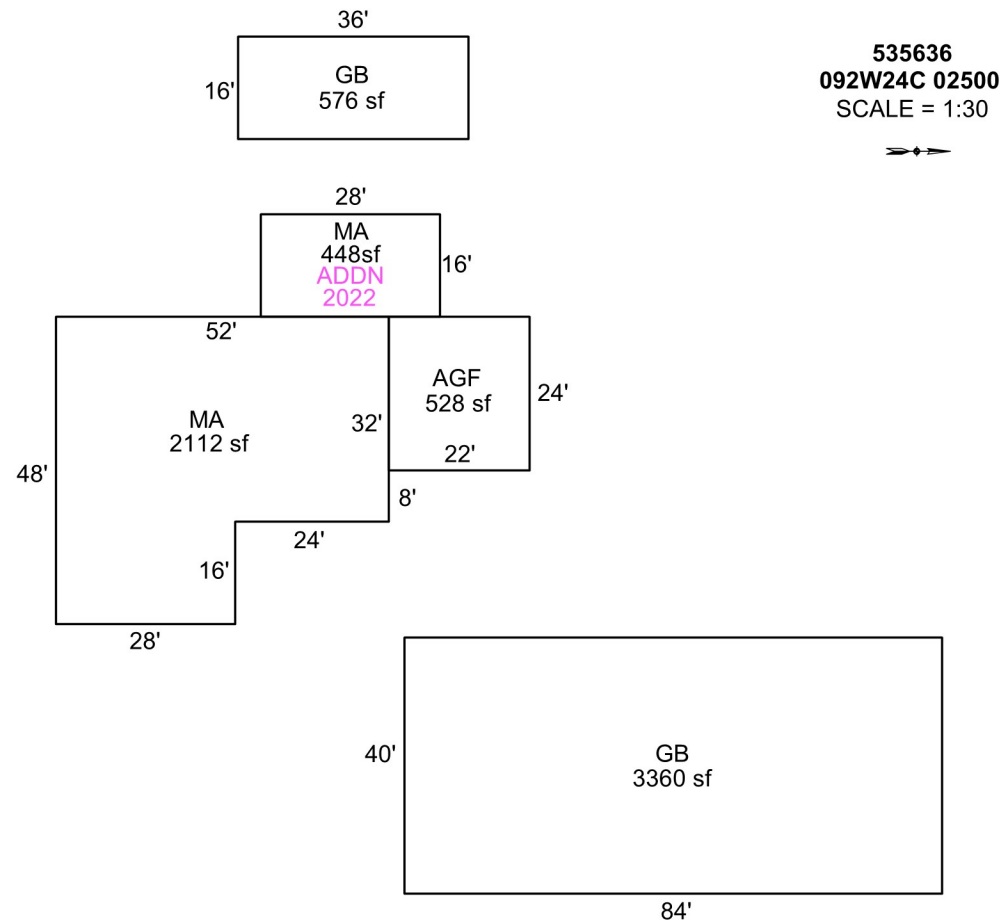 36'
535636
092W24C 02500
SCALE = 1:30
GB
576 sf
16'
28'
MA
448sf
ADDN
2022
16'
52'
AGF
528 sf
24'
MA
2112 sf
32'
22'
48'
8'
24'
16'
28'
GB
3360 sf
40'
84'